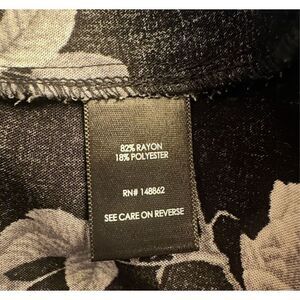 82% RAYON
18% POLYESTER
RN# 148862
SEE CARE ON REVERSE